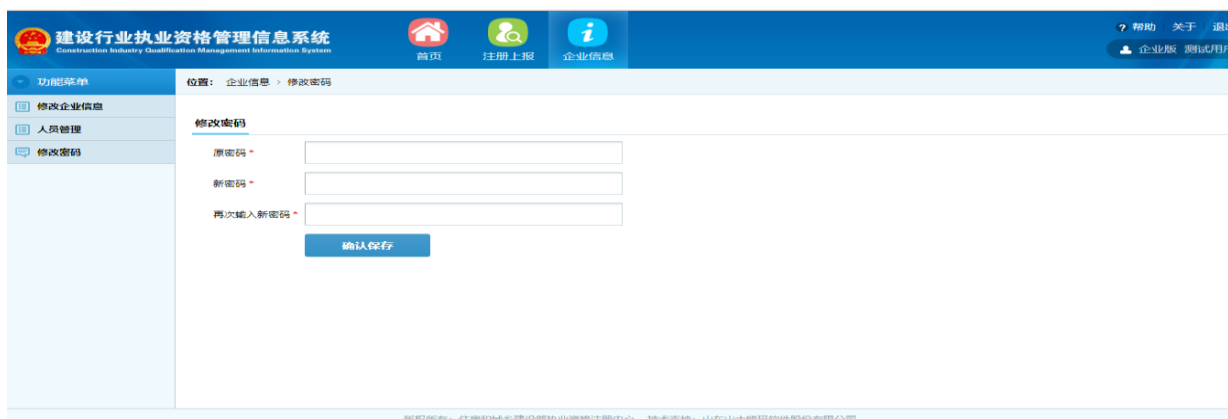 建设行业执业资格管理信息系统
Construction Industry Qualification Management Information System
首页
注册上报
企业信息
? 帮助 关于
企业版 测试用户
功能菜单
位置: 企业信息 > 修改密码
修改企业信息
人员管理
修改密码
修改密码
原密码 *
新密码 *
再次输入新密码 *
确认保存